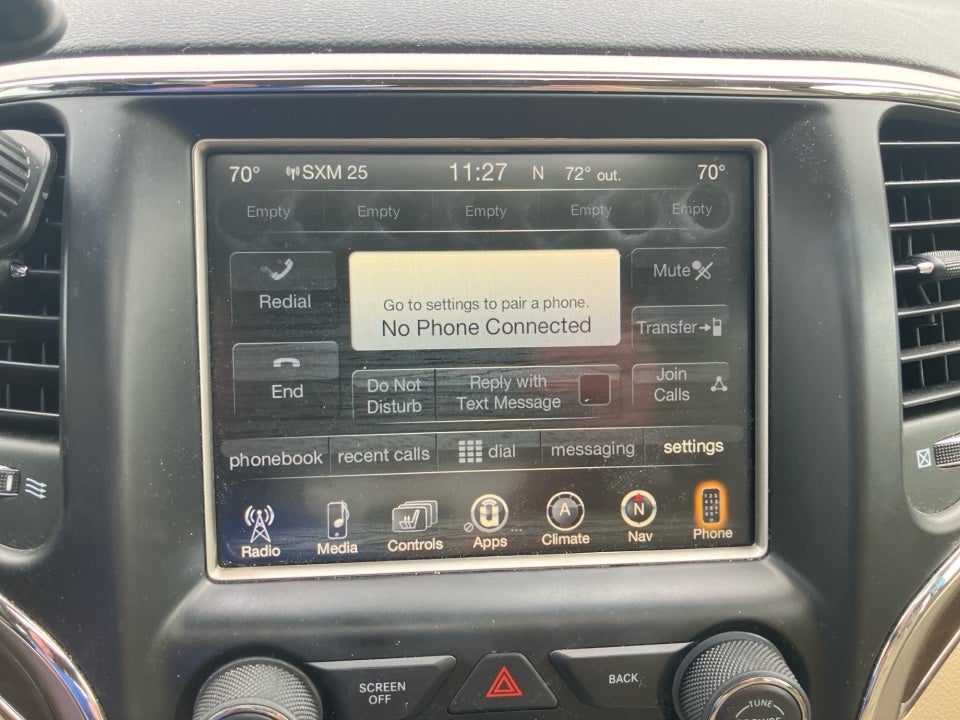 70° SXM 25 11:27 N 72° out. 70°
Empty Empty Empty Empty Empty
Redial
Go to settings to pair a phone.
No Phone Connected
Mute
Transfer
End
Do Not
Disturb
Reply with
Text Message
Join
Calls
phonebook recent calls dial messaging settings
Radio Media Controls Apps Climate Nav Phone
A
N
SCREEN
OFF
BACK
TUNE